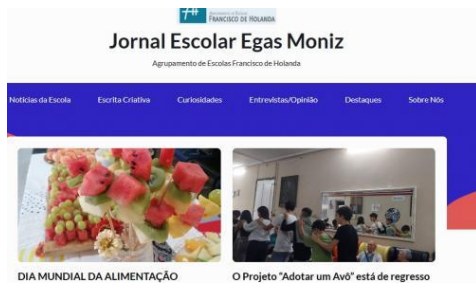 FRANCISCO DE HOLANDA
Jornal Escolar Egas Moniz
Agrupamento de Escolas Francisco de Holanda
Notícias da Escola Escrita Criativa Curiosidades Entrevistas/Opinião Destaques Sobre Nós
DIA MUNDIAL DA ALIMENTAÇÃO
O Projeto "Adotar um Avô" está de regresso